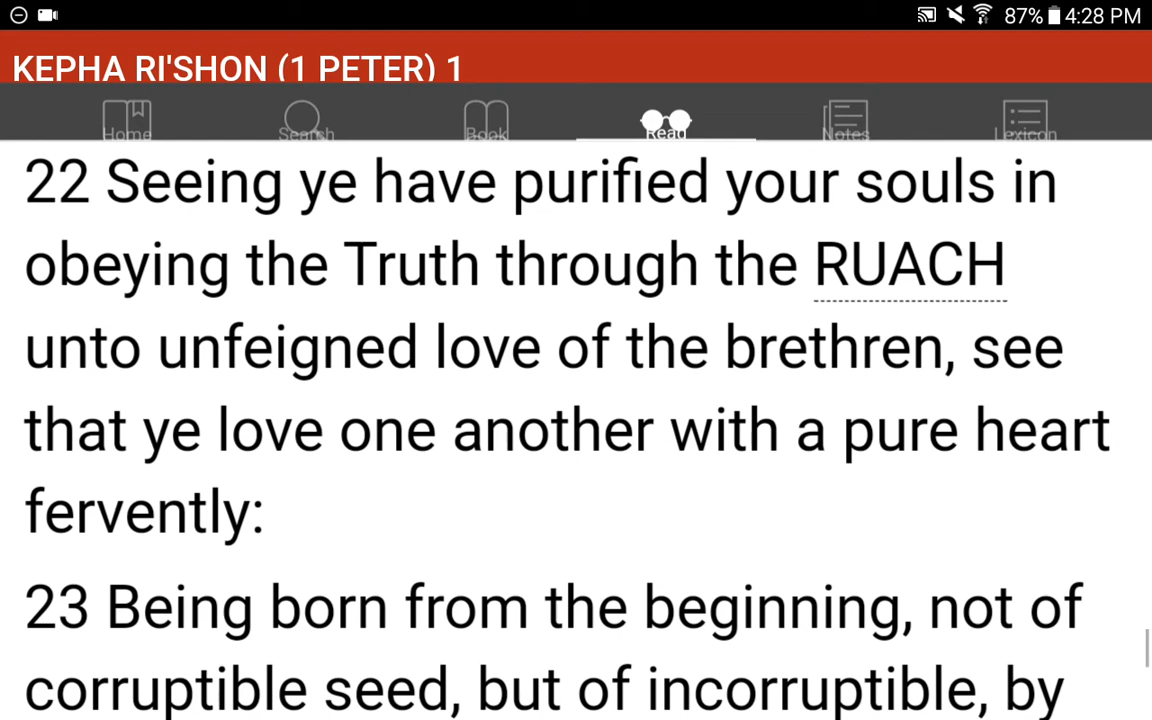 87% 4:28 PM
KEPHA RI'SHON (1 PETER) 1
Home Search Book Read Notes Lexicon
22 Seeing ye have purified your souls in
obeying the Truth through the RUACH
unto unfeigned love of the brethren, see
that ye love one another with a pure heart
fervently:
23 Being born from the beginning, not of
corruptible seed, but of incorruptible, by